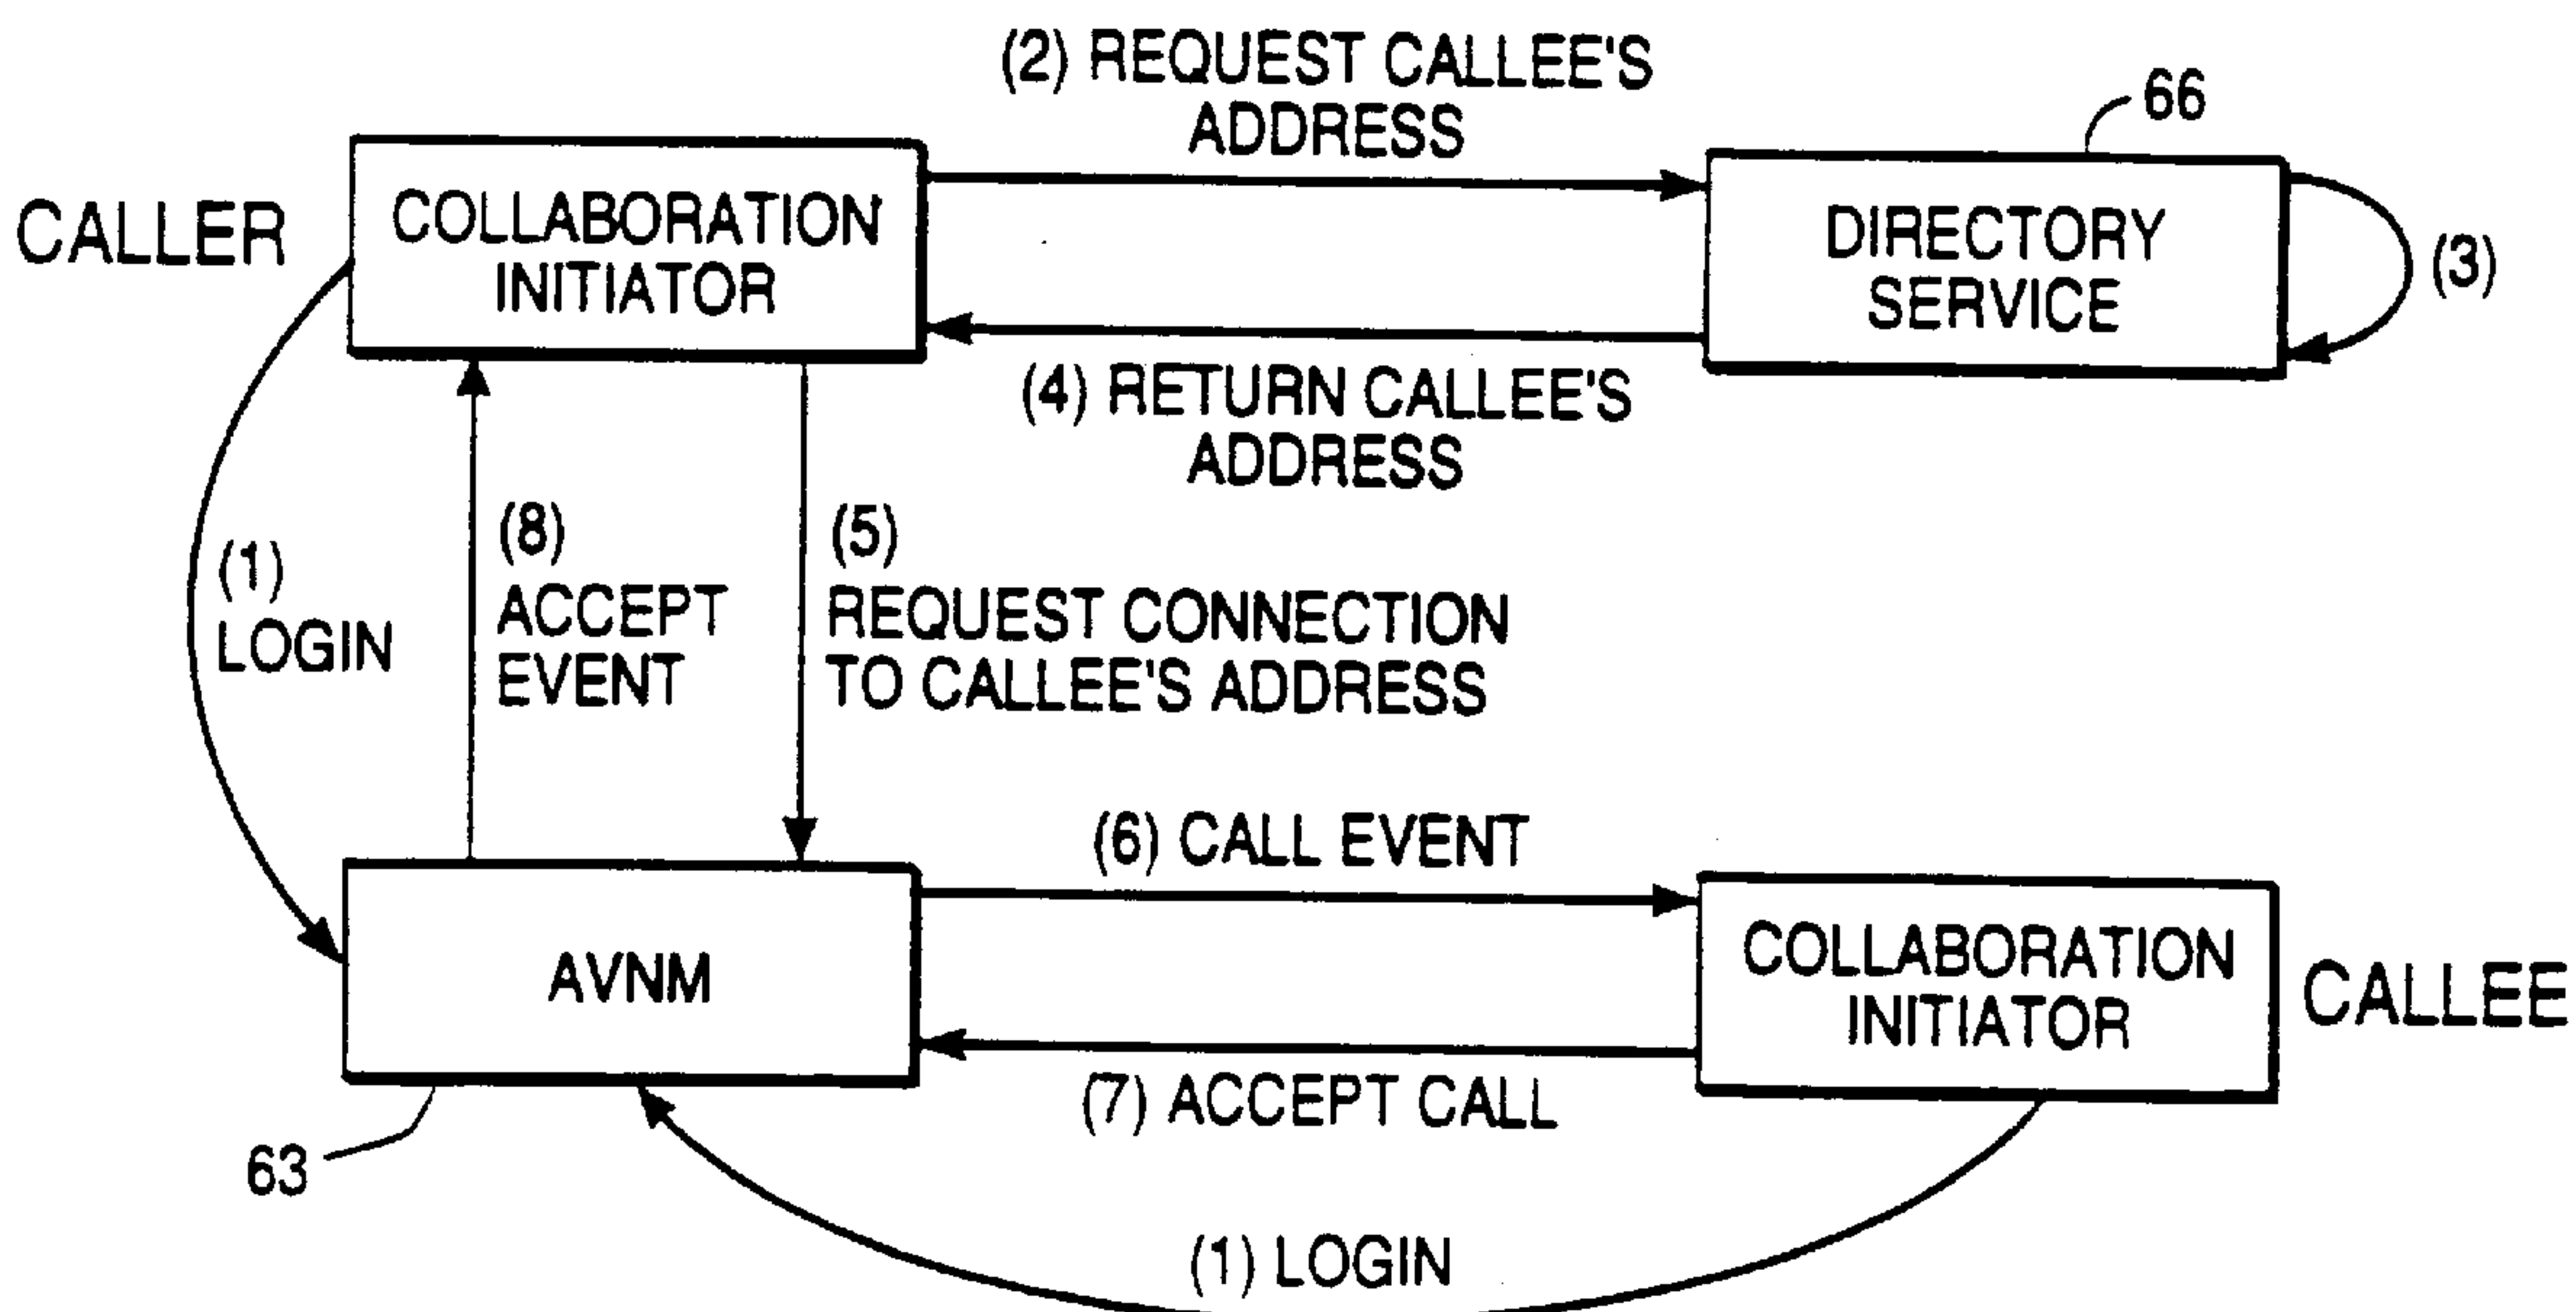 (2) REQUEST CALLEE'S
ADDRESS
66
CALLER
COLLABORATION
INITIATOR
DIRECTORY
SERVICE
(3)
(4) RETURN CALLEE'S
ADDRESS
(1)
LOGIN
(8)
ACCEPT
EVENT
(5)
REQUEST CONNECTION
TO CALLEE'S ADDRESS
(6) CALL EVENT
AVNM
COLLABORATION
INITIATOR
CALLEE
(7) ACCEPT CALL
63
(1) LOGIN